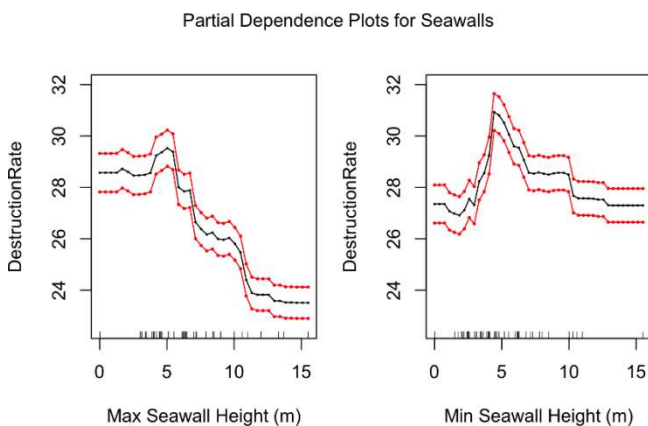 Partial Dependence Plots for Seawalls
DestructionRate
32
30
28
26
24
0 5 10 15
Max Seawall Height (m)
DestructionRate
32
30
28
26
24
0 5 10 15
Min Seawall Height (m)